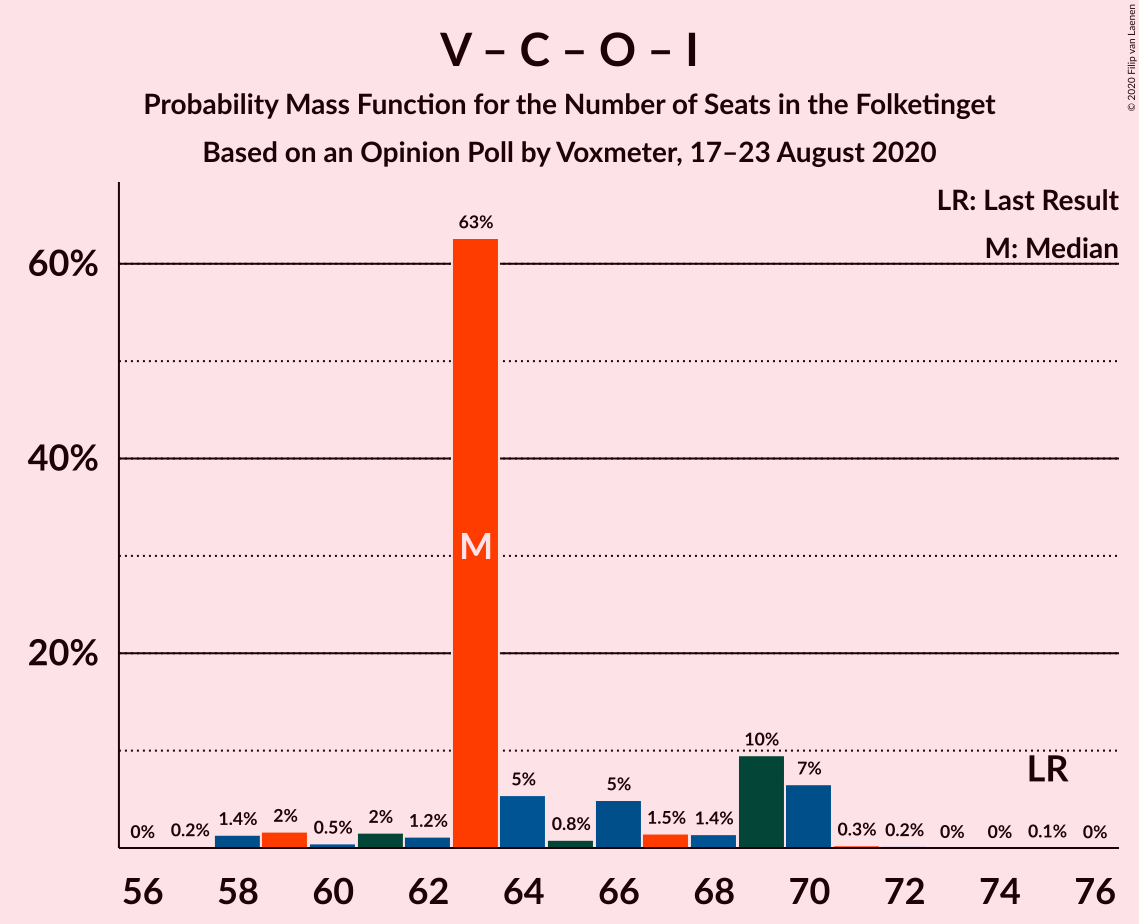 V – C – O – I
Probability Mass Function for the Number of Seats in the Folketinget
Based on an Opinion Poll by Voxmeter, 17–23 August 2020
© 2020 Filip van Laenen
LR: Last Result
M: Median
60%
40%
20%
0%
0.2%
1.4%
2%
0.5%
2%
1.2%
63%
M
5%
0.8%
5%
1.5%
1.4%
10%
7%
0.3%
0.2%
0%
0%
0.1%
0%
LR
56 58 60 62 64 66 68 70 72 74 76